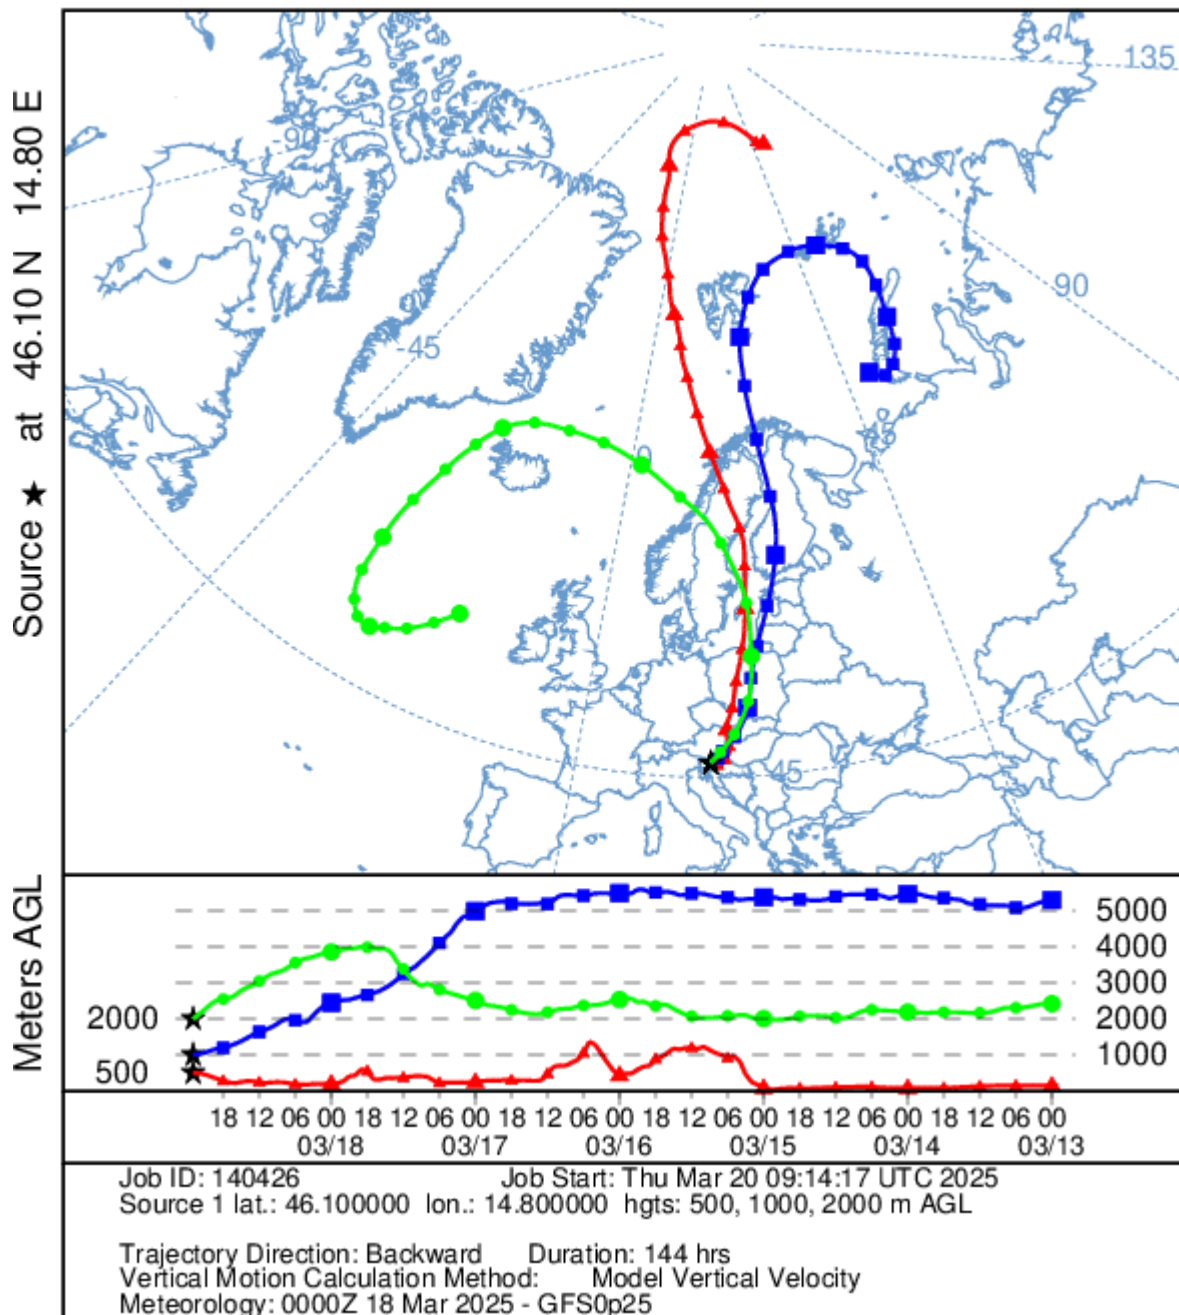 Source ★ at 46.10 N 14.80 E
135
-90
90
-45
45
0
45
Meters AGL
5000
4000
3000
2000 2000
1000
500
18 12 06 00 18 12 06 00 18 12 06 00 18 12 06 00 18 12 06 00 18 12 06 00
03/18 03/17 03/16 03/15 03/14 03/13
Job ID: 140426 Job Start: Thu Mar 20 09:14:17 UTC 2025
Source 1 lat.: 46.100000 lon.: 14.800000 hgts: 500, 1000, 2000 m AGL
Trajectory Direction: Backward Duration: 144 hrs
Vertical Motion Calculation Method: Model Vertical Velocity
Meteorology: 0000Z 18 Mar 2025 - GFS0p25